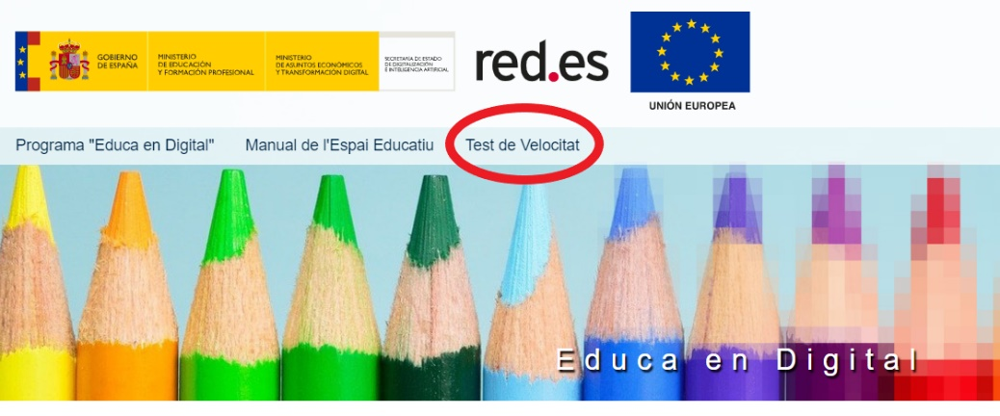 GOBIERNO
DE ESPAÑA
MINISTERIO
DE EDUCACIÓN
Y FORMACIÓN PROFESIONAL
MINISTERIO
DE ASUNTOS ECONÓMICOS
Y TRANSFORMACIÓN DIGITAL
SECRETARÍA DE ESTADO
DE DIGITALIZACIÓN
E INTELIGENCIA ARTIFICIAL
red.es
UNIÓN EUROPEA
Programa "Educa en Digital" Manual de l'Espai Educatiu Test de Velocitat
Educa en Digital